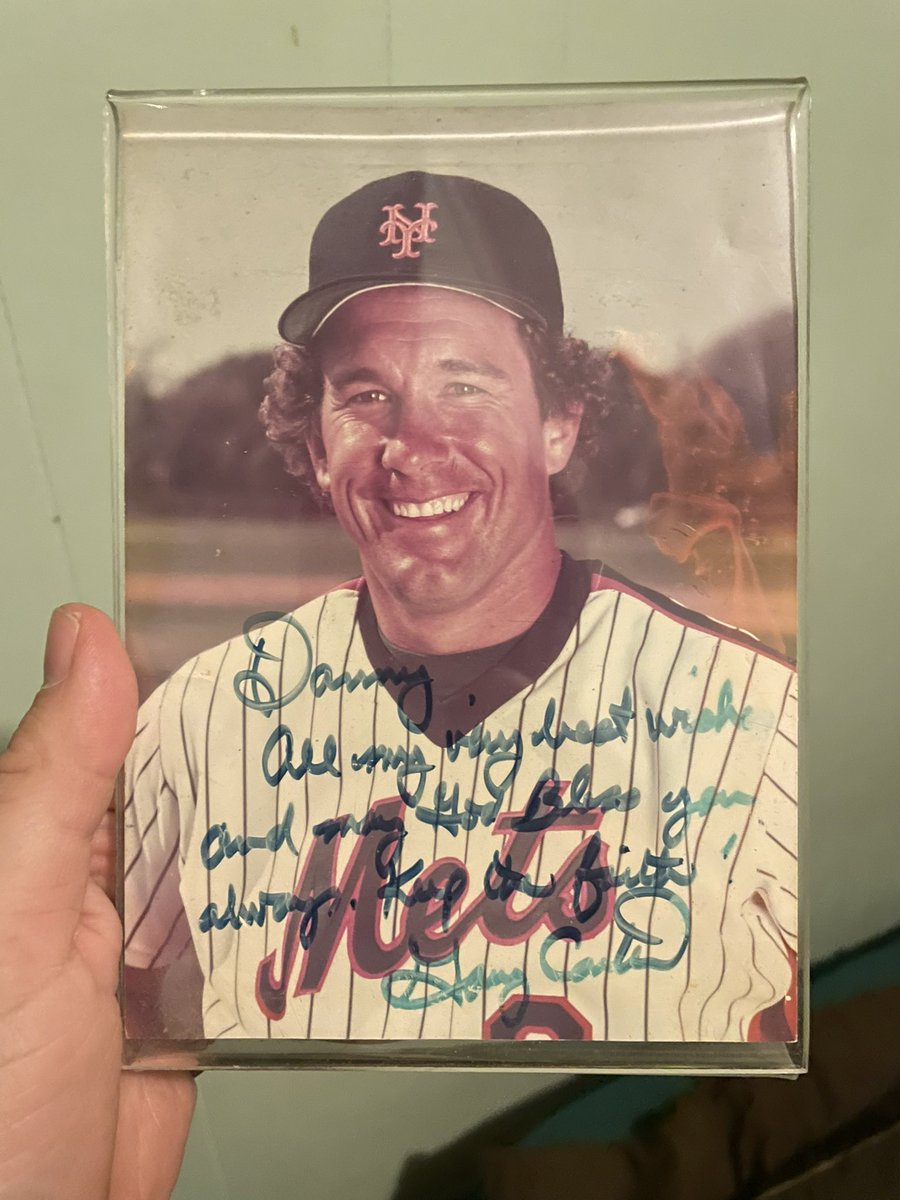 NY
Danny,
All my very best wishes
and may God Bless you
always. Keep the faith!
Mets
Gary Carter